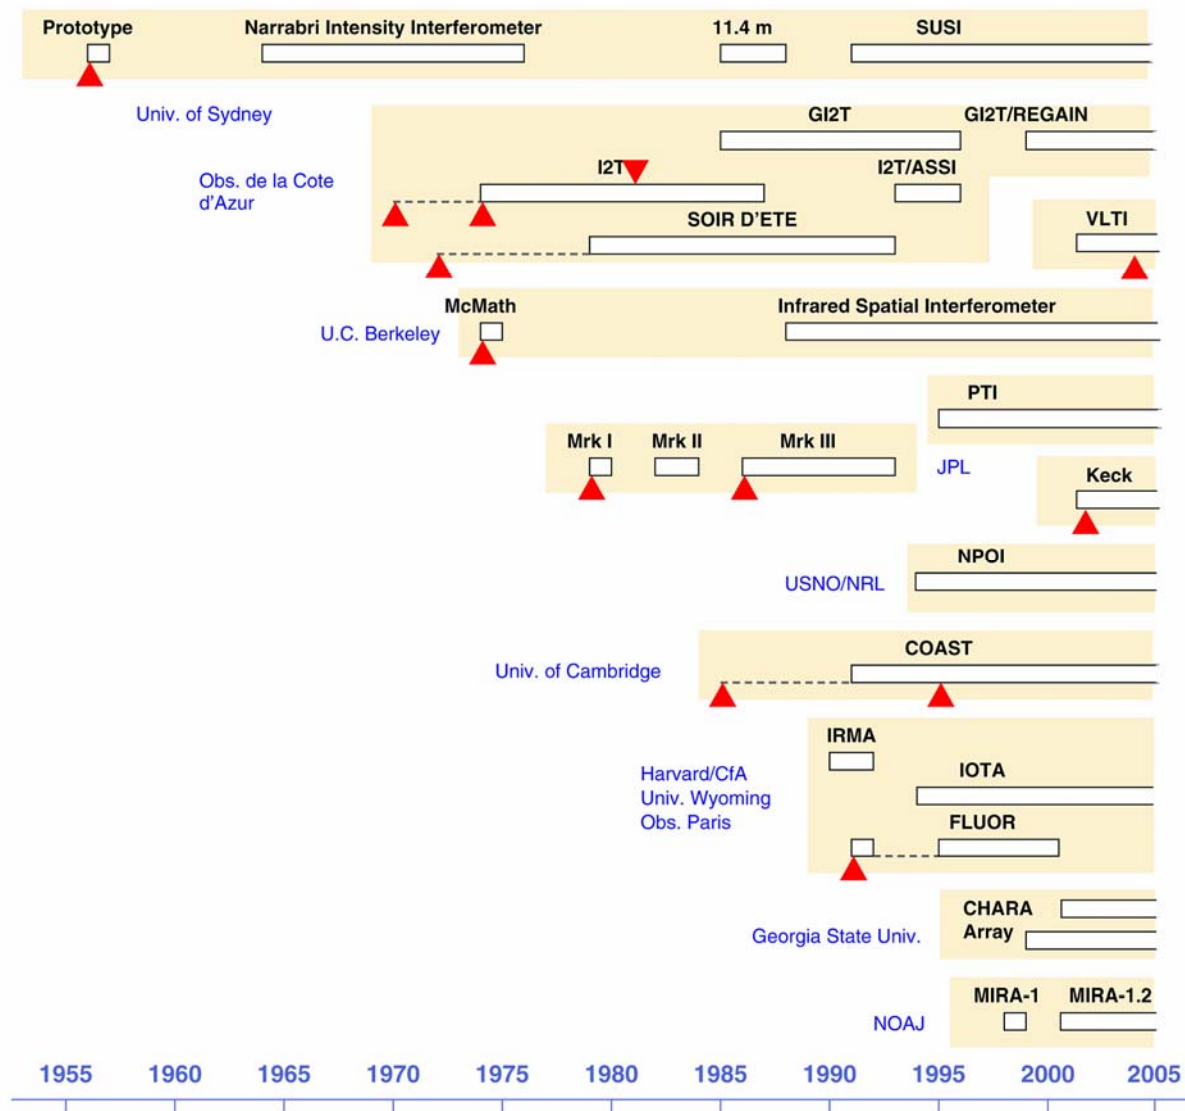 Prototype Narrabri Intensity Interferometer 11.4 m SUSI
Univ. of Sydney
GI2T GI2T/REGAIN
I2T I2T/ASSI
Obs. de la Cote
d'Azur
SOIR D'ETE
VLTI
McMath Infrared Spatial Interferometer
U.C. Berkeley
PTI
Mrk I Mrk II Mrk III
JPL
Keck
NPOI
USNO/NRL
COAST
Univ. of Cambridge
IRMA
Harvard/CfA
Univ. Wyoming
Obs. Paris
IOTA
FLUOR
CHARA
Array
Georgia State Univ.
MIRA-1 MIRA-1.2
NOAJ
1955 1960 1965 1970 1975 1980 1985 1990 1995 2000 2005